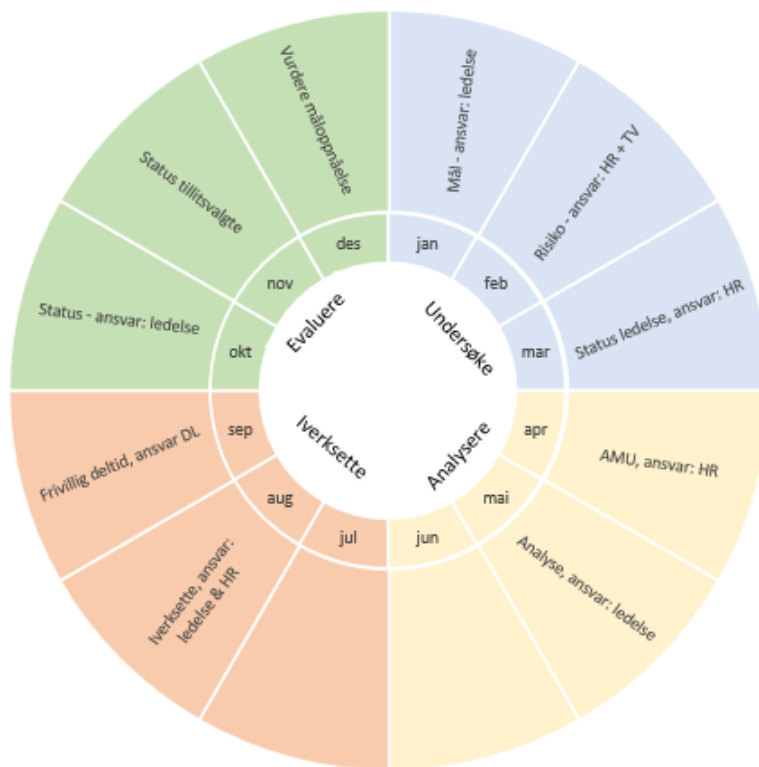 Mål - ansvar: ledelse
Risiko - ansvar: HR + TV
Status ledelse, ansvar: HR
AMU, ansvar: HR
Analyse, ansvar: ledelse
Iverksette, ansvar:
ledelse & HR
Frivillig deltid, ansvar DL
Status - ansvar: ledelse
Status tillitsvalgte
Vurdere måloppnåelse
jan
feb
mar
apr
mai
jun
jul
aug
sep
okt
nov
des
Undersøke
Analysere
Iverksette
Evaluere